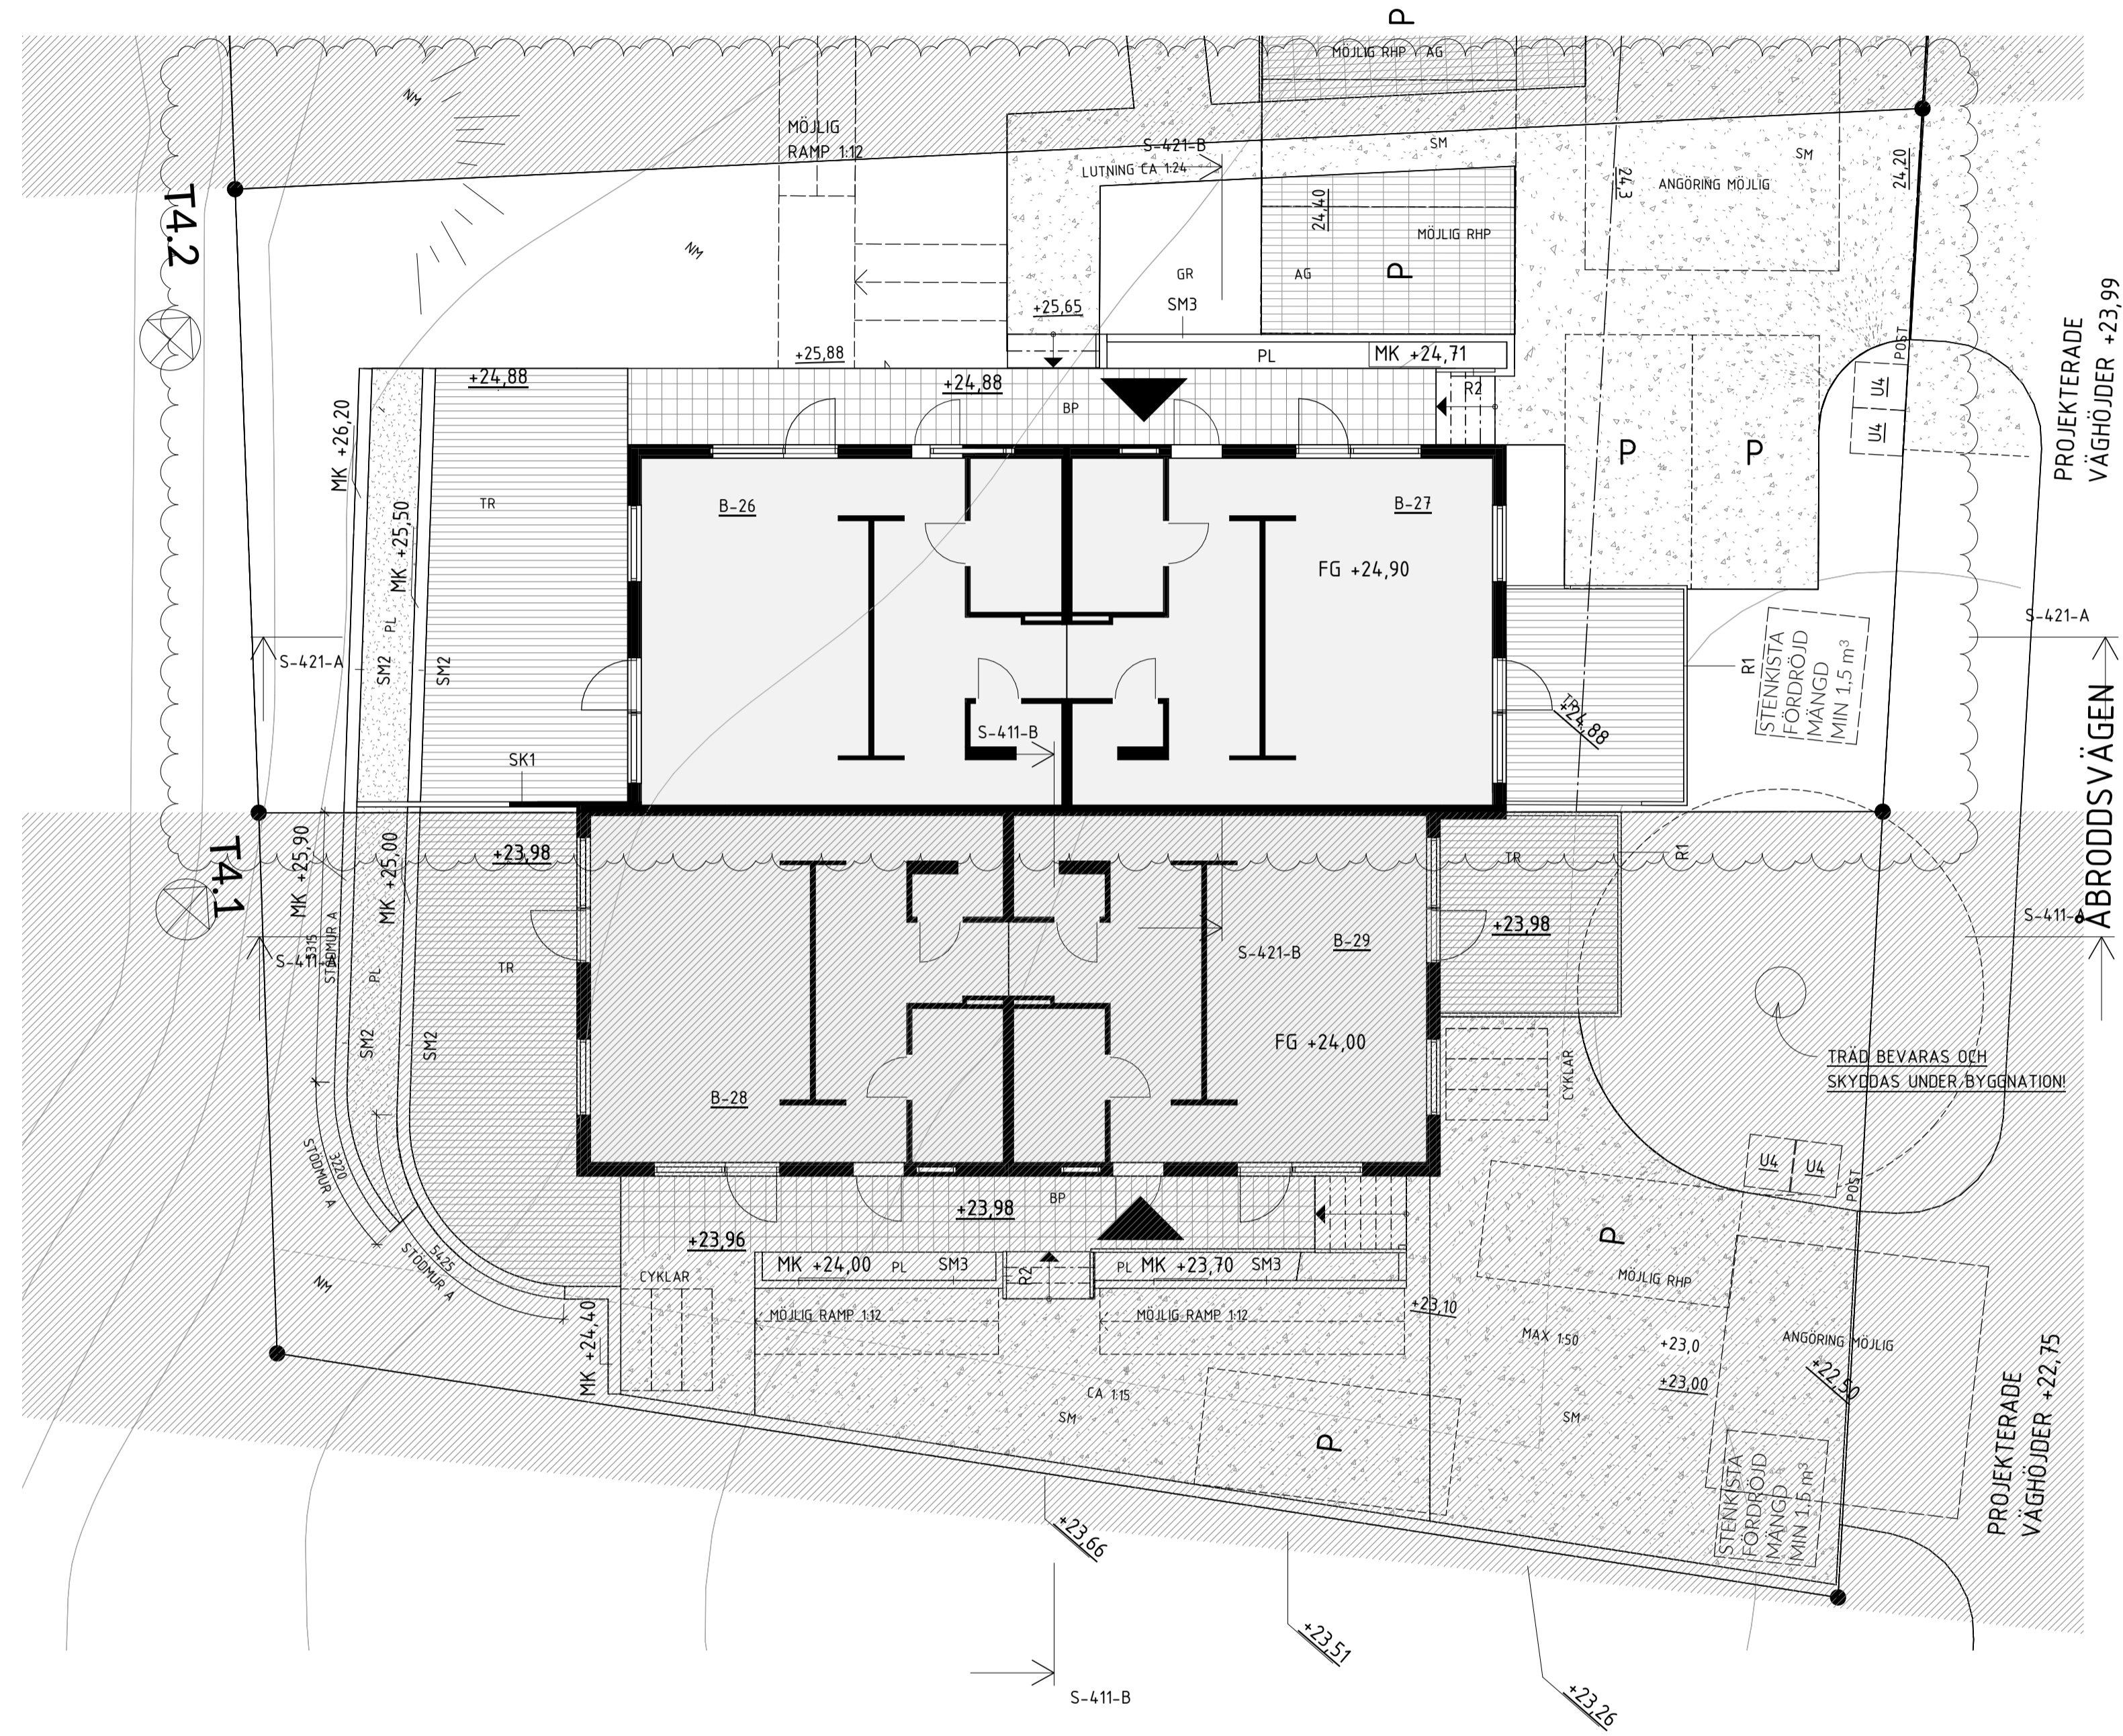 P
MÖJLIG RHP
AG
NM
MÖJLIG
RAMP 1:12
S-421-B
LUTNING CA 1:24
SM
SM
24,3
ANGÖRING MÖJLIG
24,20
T4.2
NM
24,40
MÖJLIG RHP
GR
AG
P
SM3
+25,65
+25,88
PL
MK +24,71
POST
PROJEKTERADE
VÄGHÖJDER +23,99
+24,88
+24,88
BP
R2
U4
U4
MK +26,20
P
P
TR
B-26
B-27
MK +25,50
FG +24,90
PL
S-421-A
S-421-A
SM2
SM2
R1
STENKISTA
FÖRDRÖJD
MÄNGD
MIN 1,5 m³
TR
+24,88
S-411-B
SK1
ÅBRODDSVÄGEN
T4.1
MK +25,90
MK +25,00
+23,98
TR
R1
STÖDMUR A
5315
S-411-A
PL
TR
+23,98
S-411-A
B-29
S-421-B
SM2
SM2
FG +24,00
CYKLAR
TRÄD BEVARAS OCH
SKYDDAS UNDER BYGGNATION!
B-28
3220
STÖDMUR A
U4
U4
POST
BP
+23,98
+23,96
P
5425
STÖDMUR A
NM
CYKLAR
MK +24,00
PL
SM3
R2
PL
MK +23,70
SM3
MÖJLIG RHP
MK +24,40
MÖJLIG RAMP 1:12
MÖJLIG RAMP 1:12
+23,10
MAX 1:50
+23,0
+23,00
ANGÖRING MÖJLIG
+22,50
CA 1:15
SM
SM
P
STENKISTA
FÖRDRÖJD
MÄNGD
MIN 1,5 m³
PROJEKTERADE
VÄGHÖJDER +22,75
+23,66
+23,51
+23,26
S-411-B